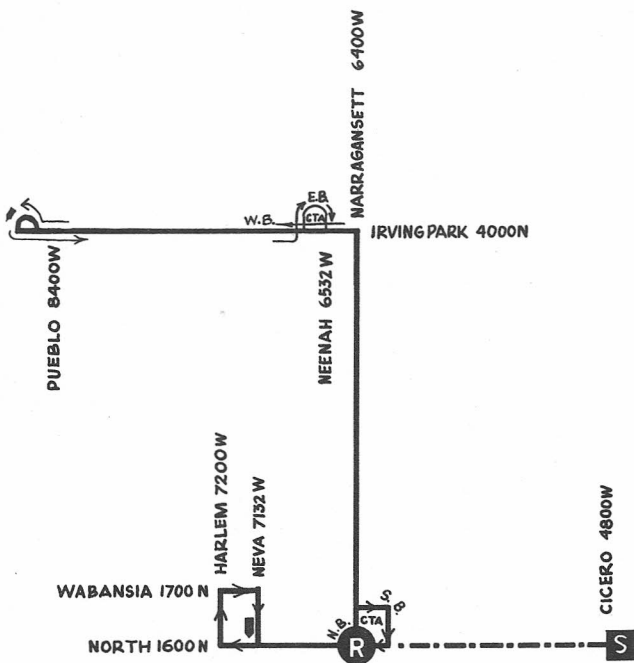 NARRAGANSETT 6400W
E.B.
W.B.
CTA
IRVING PARK 4000N
PUEBLO 8400W
NEENAH 6532W
HARLEM 7200W
NEVA 7132W
CICERO 4800W
WABANSIA 1700N
S.B.
N.B.
CTA
NORTH 1600N
R
S